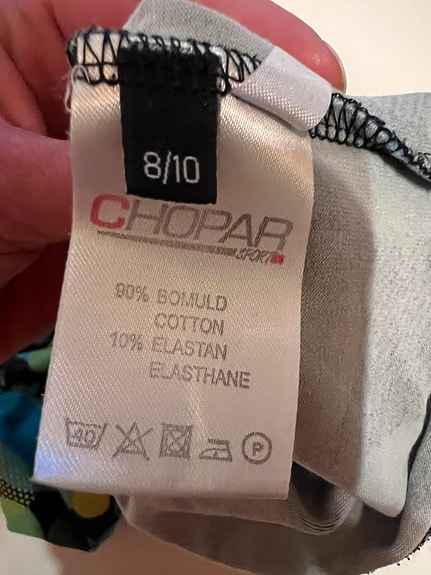 8/10
CHOPAR
SPORT
90% BOMULD
COTTON
10% ELASTAN
ELASTHANE
40
P